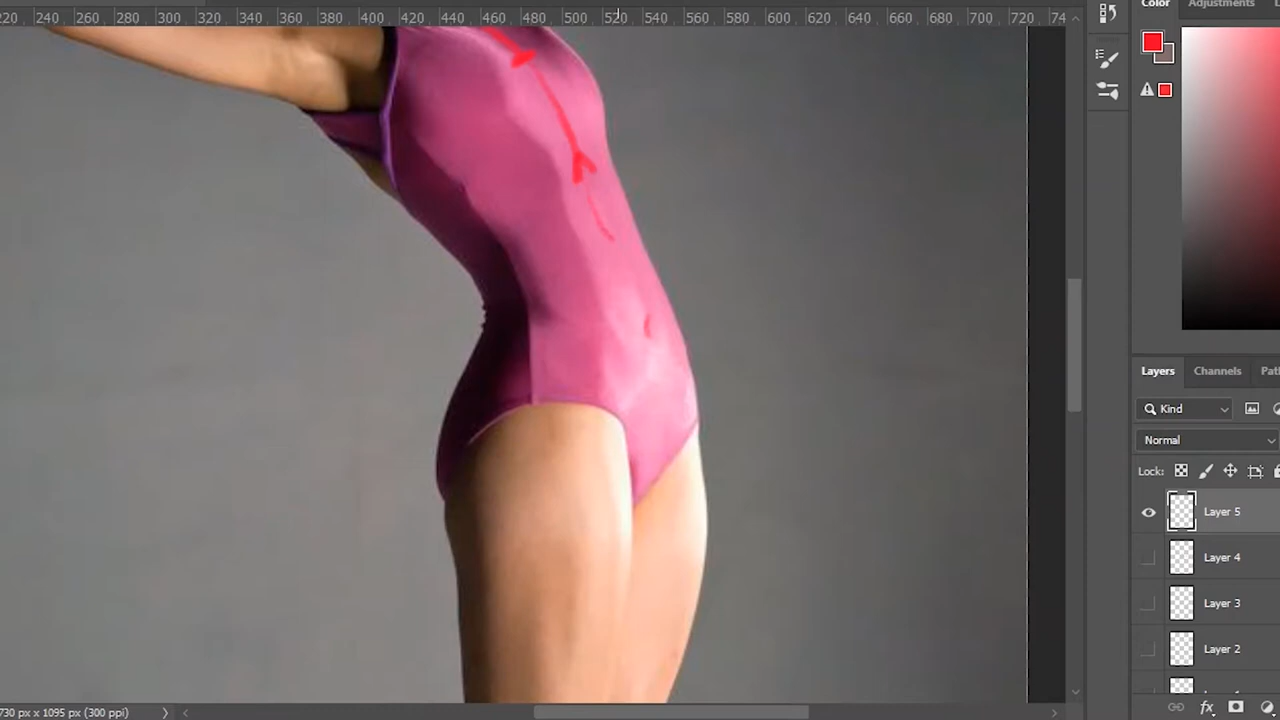 220 240 260 280 300 320 340 360 380 400 420 440 460 480 500 520 540 560 580 600 620 640 660 680 700 720 74
Color Adjustments
Layers Channels
Kind
Normal
Lock:
Layer 5
Layer 4
Layer 3
Layer 2
fx
730 px x 1095 px (300 ppi)